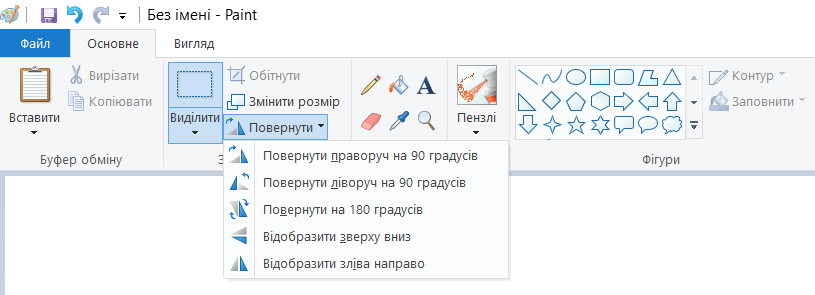 Без імені - Paint
Файл
Основне
Вигляд
Вставити
Вирізати
Копіювати
Буфер обміну
Виділити
Обітнути
Змінити розмір
Повернути
З
A
Пензлі
Контур
Заповнити
Фігури
Повернути праворуч на 90 градусів
Повернути ліворуч на 90 градусів
Повернути на 180 градусів
Відобразити зверху вниз
Відобразити зліва направо